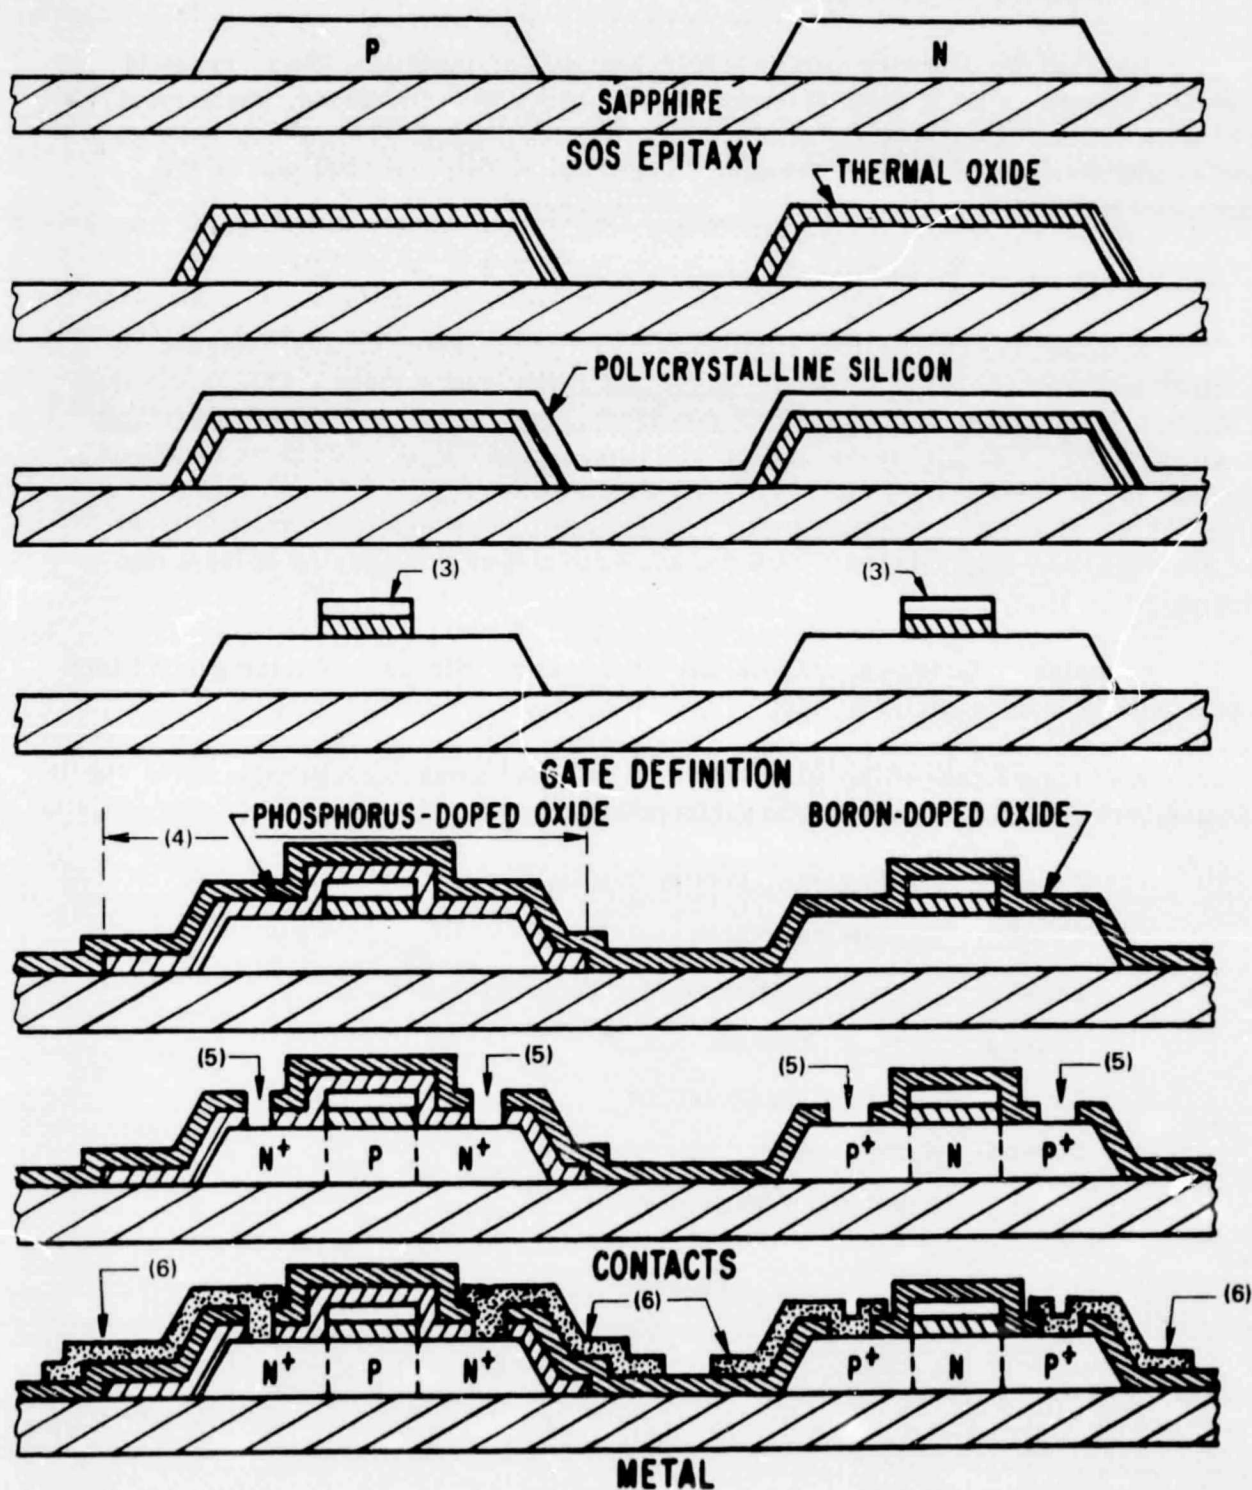 P N
SAPPHIRE
SOS EPITAXY
THERMAL OXIDE
POLYCRYSTALLINE SILICON
(3) (3)
GATE DEFINITION
(4) PHOSPHORUS-DOPED OXIDE BORON-DOPED OXIDE
(5) (5) (5) (5)
N+ P N+ P+ N P+
CONTACTS
(6) (6) (6)
N+ P N+ P+ N P+
METAL